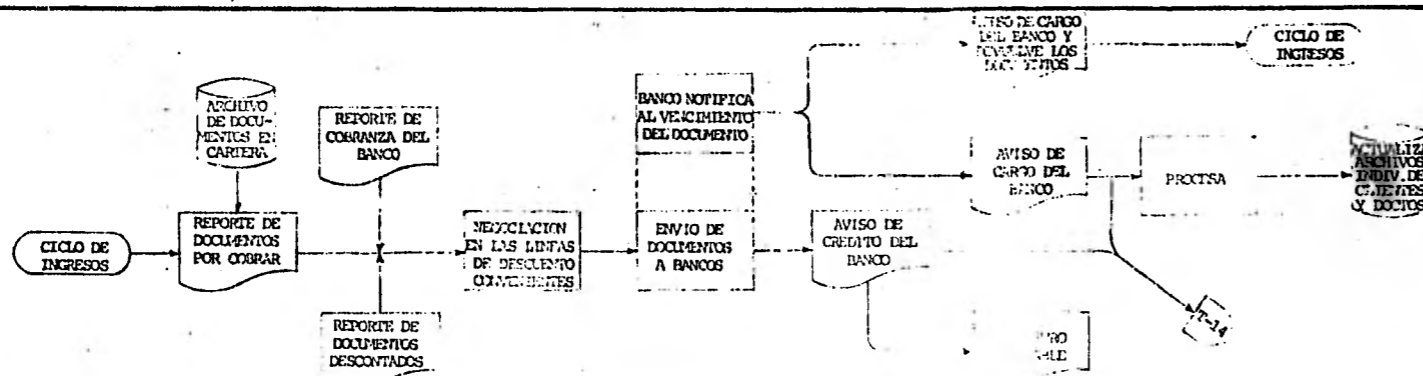 DEL BANCO Y
LOS
CICLO DE
INGRESOS
ARCHIVO
DE DOCU-
MENTOS EN
CARTERA
REPORTE DE
COBRANZA DEL
BANCO
BANCO NOTIFICA
AL VENCIMIENTO
DEL DOCUMENTO
AVISO DE
CARGO DEL
BANCO
PROCESA
ACTUALIZ
ARCHIVOS
INDIV. DE
CLIENTES
Y DOCTOS
CICLO DE
INGRESOS
REPORTE DE
DOCUMENTOS
POR COBRAR
NEGOCIACION
EN LAS LINEAS
DE DESCUENTO
CONVENIENTES
ENVIO DE
DOCUMENTOS
A BANCOS
AVISO DE
CREDITO DEL
BANCO
REPORTE DE
DOCUMENTOS
DESCONTADOS
T-14